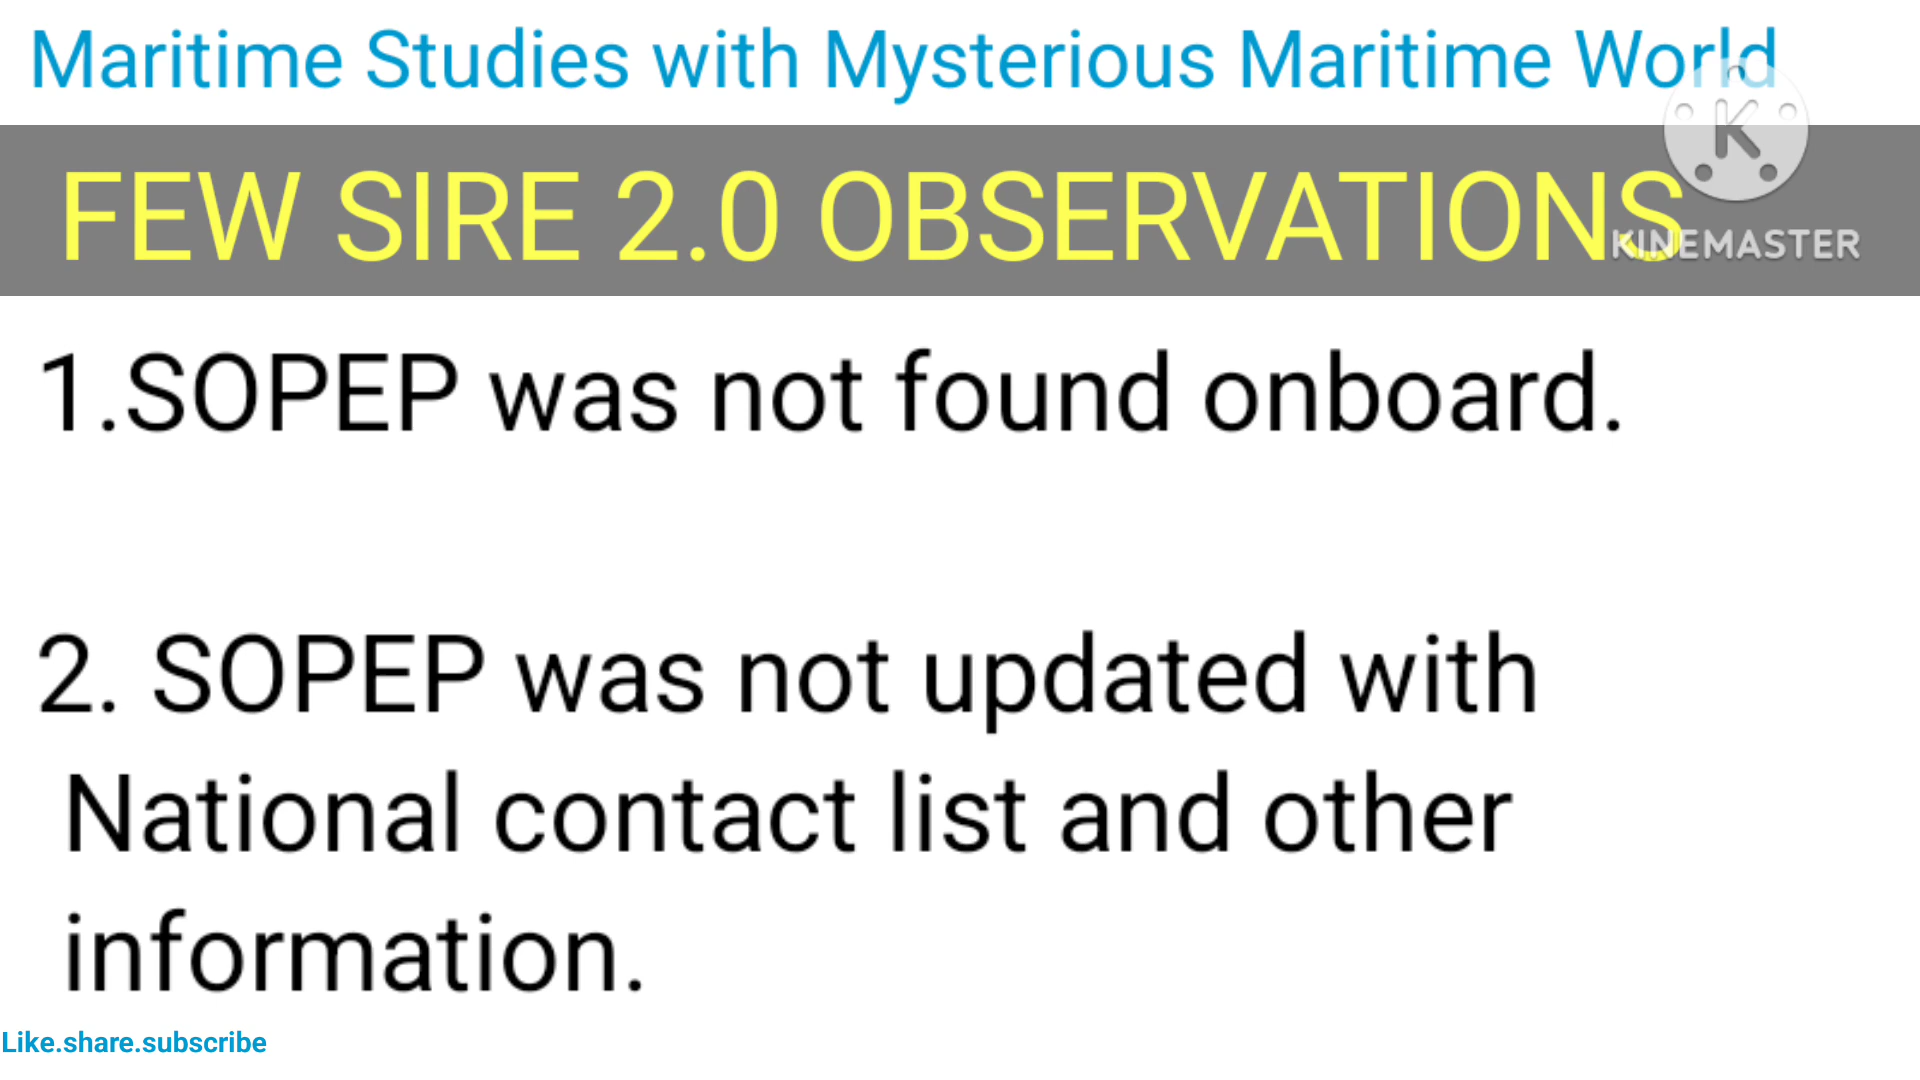 Maritime Studies with Mysterious Maritime World
K
FEW SIRE 2.0 OBSERVATIONS
KINEMASTER
1.SOPEP was not found onboard.
2. SOPEP was not updated with
National contact list and other
information.
Like.share.subscribe